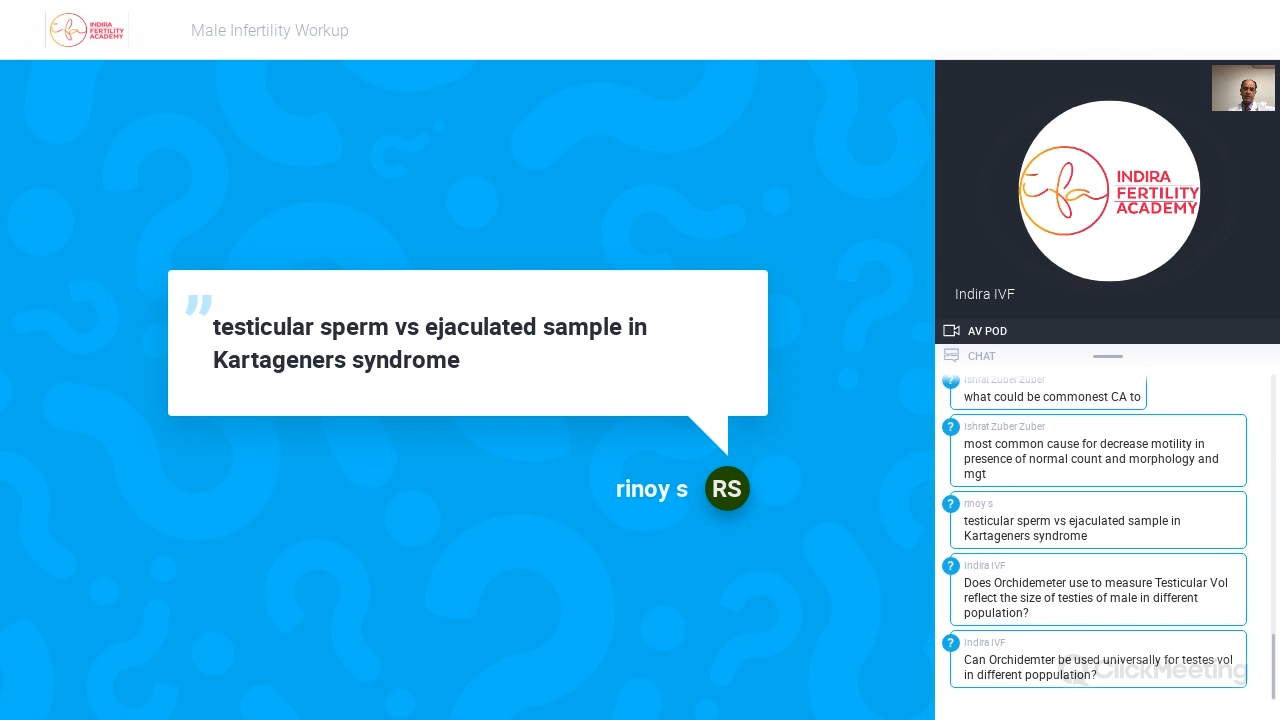 INDIRA
FERTILITY
ACADEMY
Male Infertility Workup
testicular sperm vs ejaculated sample in
Kartageners syndrome
rinoy s
RS
INDIRA
FERTILITY
ACADEMY
Indira IVF
AV POD
CHAT
Ishrat Zuber Zuber
what could be commonest CA to
Ishrat Zuber Zuber
most common cause for decrease motility in
presence of normal count and morphology and
mgt
rinoy s
testicular sperm vs ejaculated sample in
Kartageners syndrome
Indira IVF
Does Orchidemeter use to measure Testicular Vol
reflect the size of testies of male in different
population?
Indira IVF
Can Orchidemter be used universally for testes vol
in different poppulation?
ClickMeeting